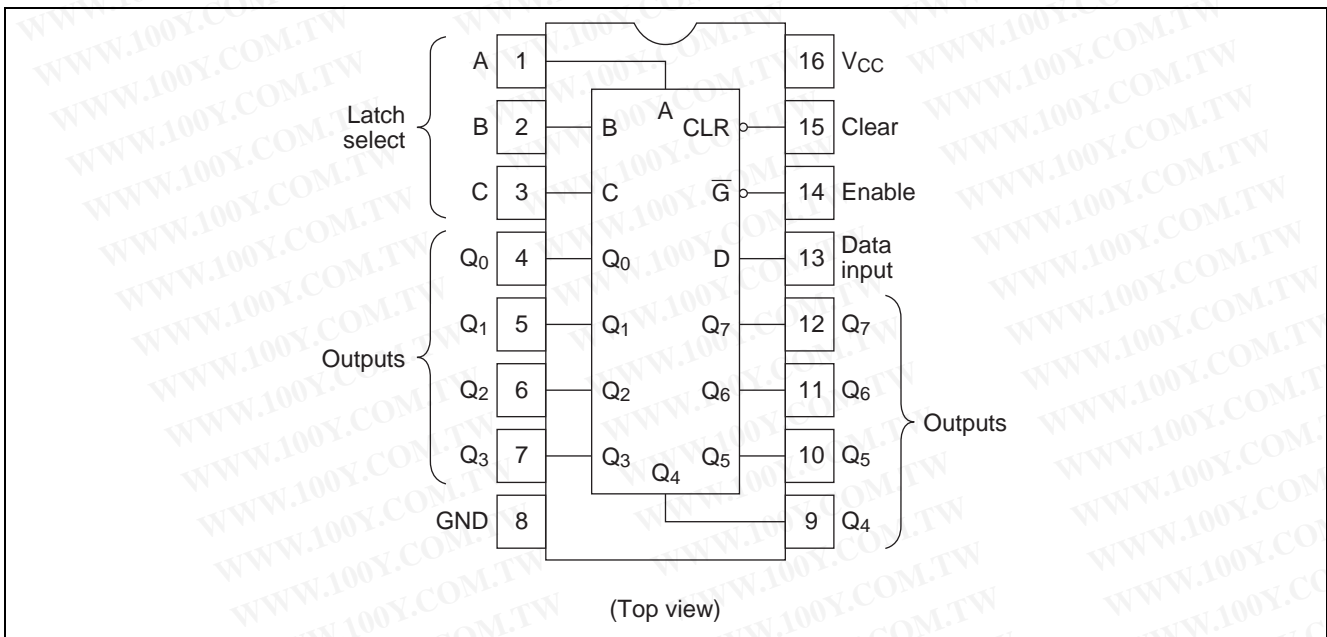 A 1 A 16 VCC
Latch select
B 2 B CLR 15 Clear
C 3 C G̅ 14 Enable
Q0 4 Q0 D 13 Data input
Q1 5 Q1 Q7 12 Q7
Outputs
Q2 6 Q2 Q6 11 Q6
Outputs
Q3 7 Q3 Q5 10 Q5
Q4
GND 8 9 Q4
(Top view)
WWW.100Y.COM.TW